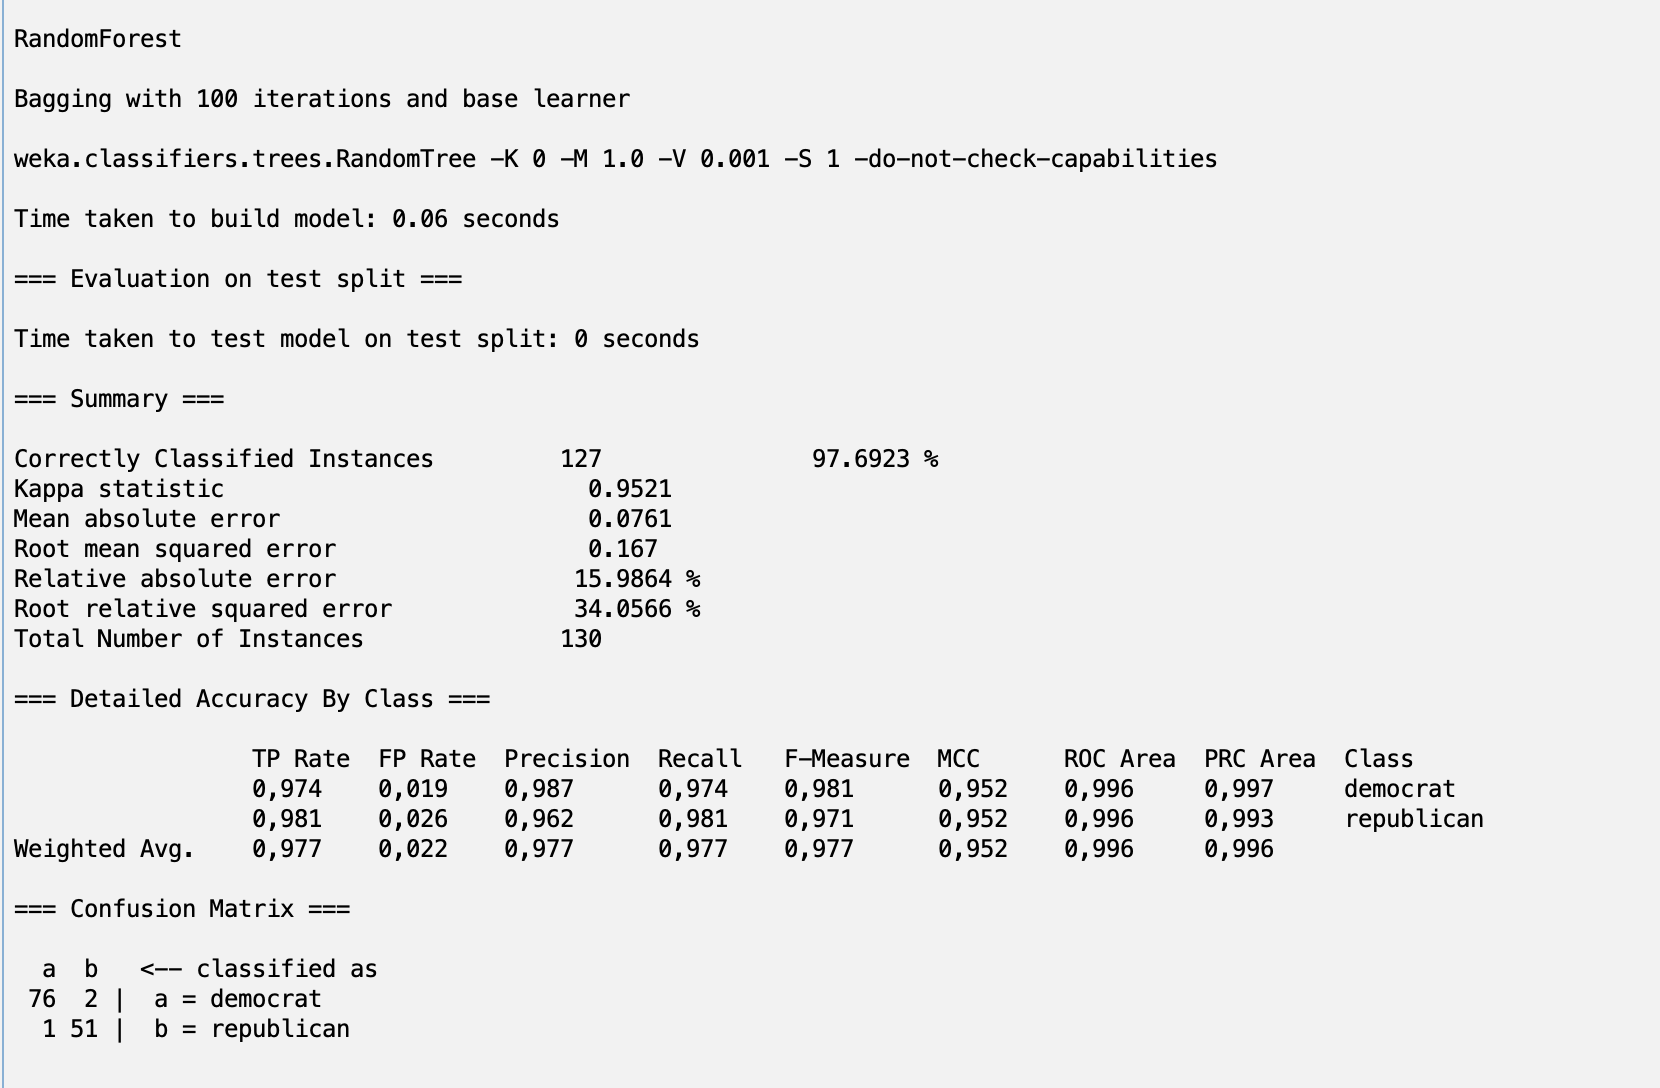 RandomForest
Bagging with 100 iterations and base learner
weka.classifiers.trees.RandomTree -K 0 -M 1.0 -V 0.001 -S 1 -do-not-check-capabilities
Time taken to build model: 0.06 seconds
=== Evaluation on test split ===
Time taken to test model on test split: 0 seconds
=== Summary ===
Correctly Classified Instances 127 97.6923 %
Kappa statistic 0.9521
Mean absolute error 0.0761
Root mean squared error 0.167
Relative absolute error 15.9864 %
Root relative squared error 34.0566 %
Total Number of Instances 130
=== Detailed Accuracy By Class ===
TP Rate FP Rate Precision Recall F-Measure MCC ROC Area PRC Area Class
0,974 0,019 0,987 0,974 0,981 0,952 0,996 0,997 democrat
0,981 0,026 0,962 0,981 0,971 0,952 0,996 0,993 republican
Weighted Avg. 0,977 0,022 0,977 0,977 0,977 0,952 0,996 0,996
=== Confusion Matrix ===
a b <-- classified as
76 2 | a = democrat
1 51 | b = republican